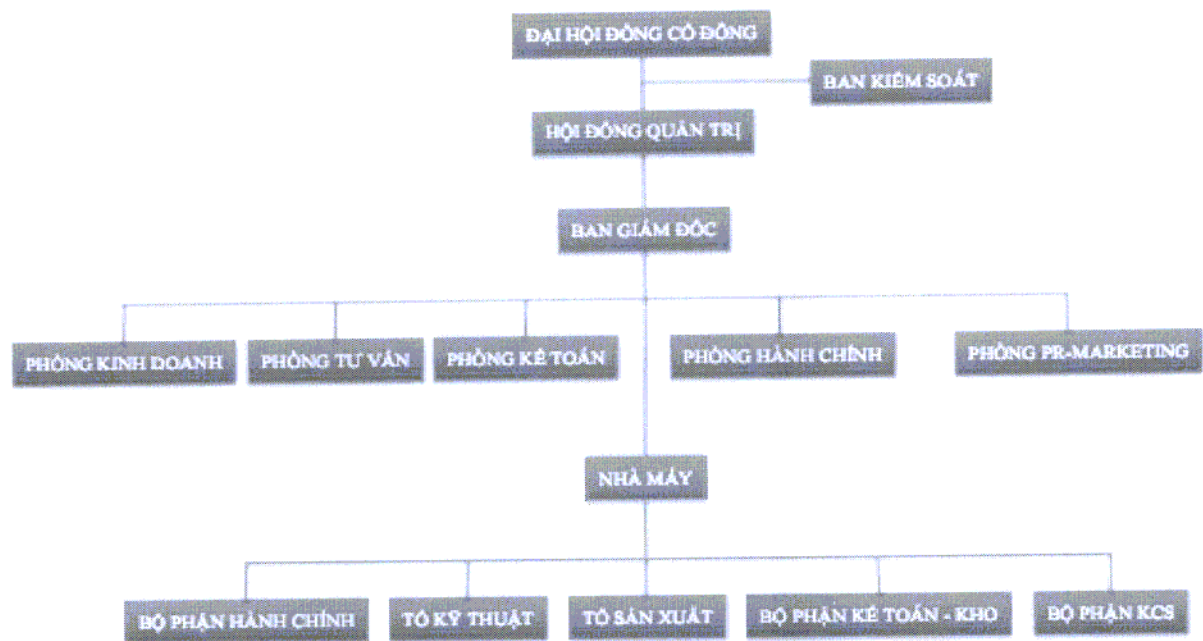 ĐẠI HỘI ĐỒNG CỔ ĐÔNG
BAN KIỂM SOÁT
HỘI ĐỒNG QUẢN TRỊ
BAN GIÁM ĐỐC
PHÒNG KINH DOANH
PHÒNG TƯ VẤN
PHÒNG KẾ TOÁN
PHÒNG HÀNH CHÍNH
PHÒNG PR-MARKETING
NHÀ MÁY
BỘ PHẬN HÀNH CHÍNH
TỔ KỸ THUẬT
TỔ SẢN XUẤT
BỘ PHẬN KẾ TOÁN - KHO
BỘ PHẬN KCS